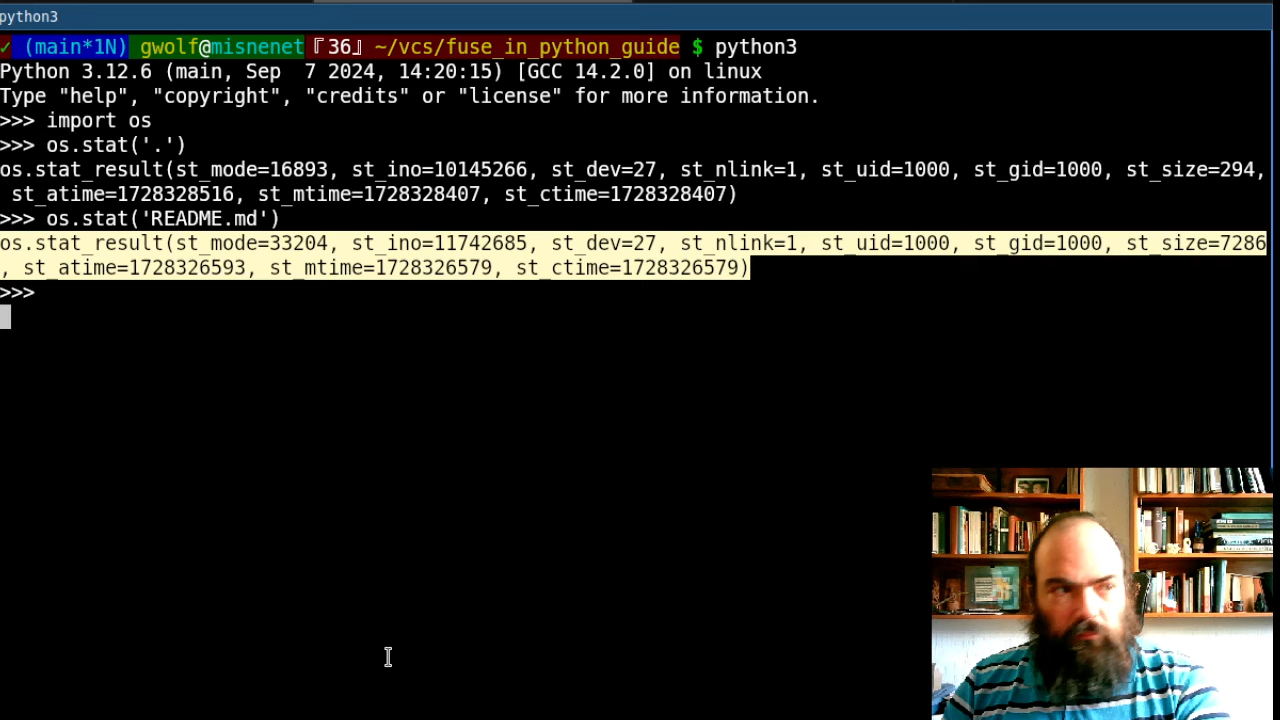 python3
✓ (main*1N) gwolf@misnenet『36』~/vcs/fuse_in_python_guide $ python3
Python 3.12.6 (main, Sep  7 2024, 14:20:15) [GCC 14.2.0] on linux
Type "help", "copyright", "credits" or "license" for more information.
>>> import os
>>> os.stat('.')
os.stat_result(st_mode=16893, st_ino=10145266, st_dev=27, st_nlink=1, st_uid=1000, st_gid=1000, st_size=294,
 st_atime=1728328516, st_mtime=1728328407, st_ctime=1728328407)
>>> os.stat('README.md')
os.stat_result(st_mode=33204, st_ino=11742685, st_dev=27, st_nlink=1, st_uid=1000, st_gid=1000, st_size=7286
, st_atime=1728326593, st_mtime=1728326579, st_ctime=1728326579)
>>>